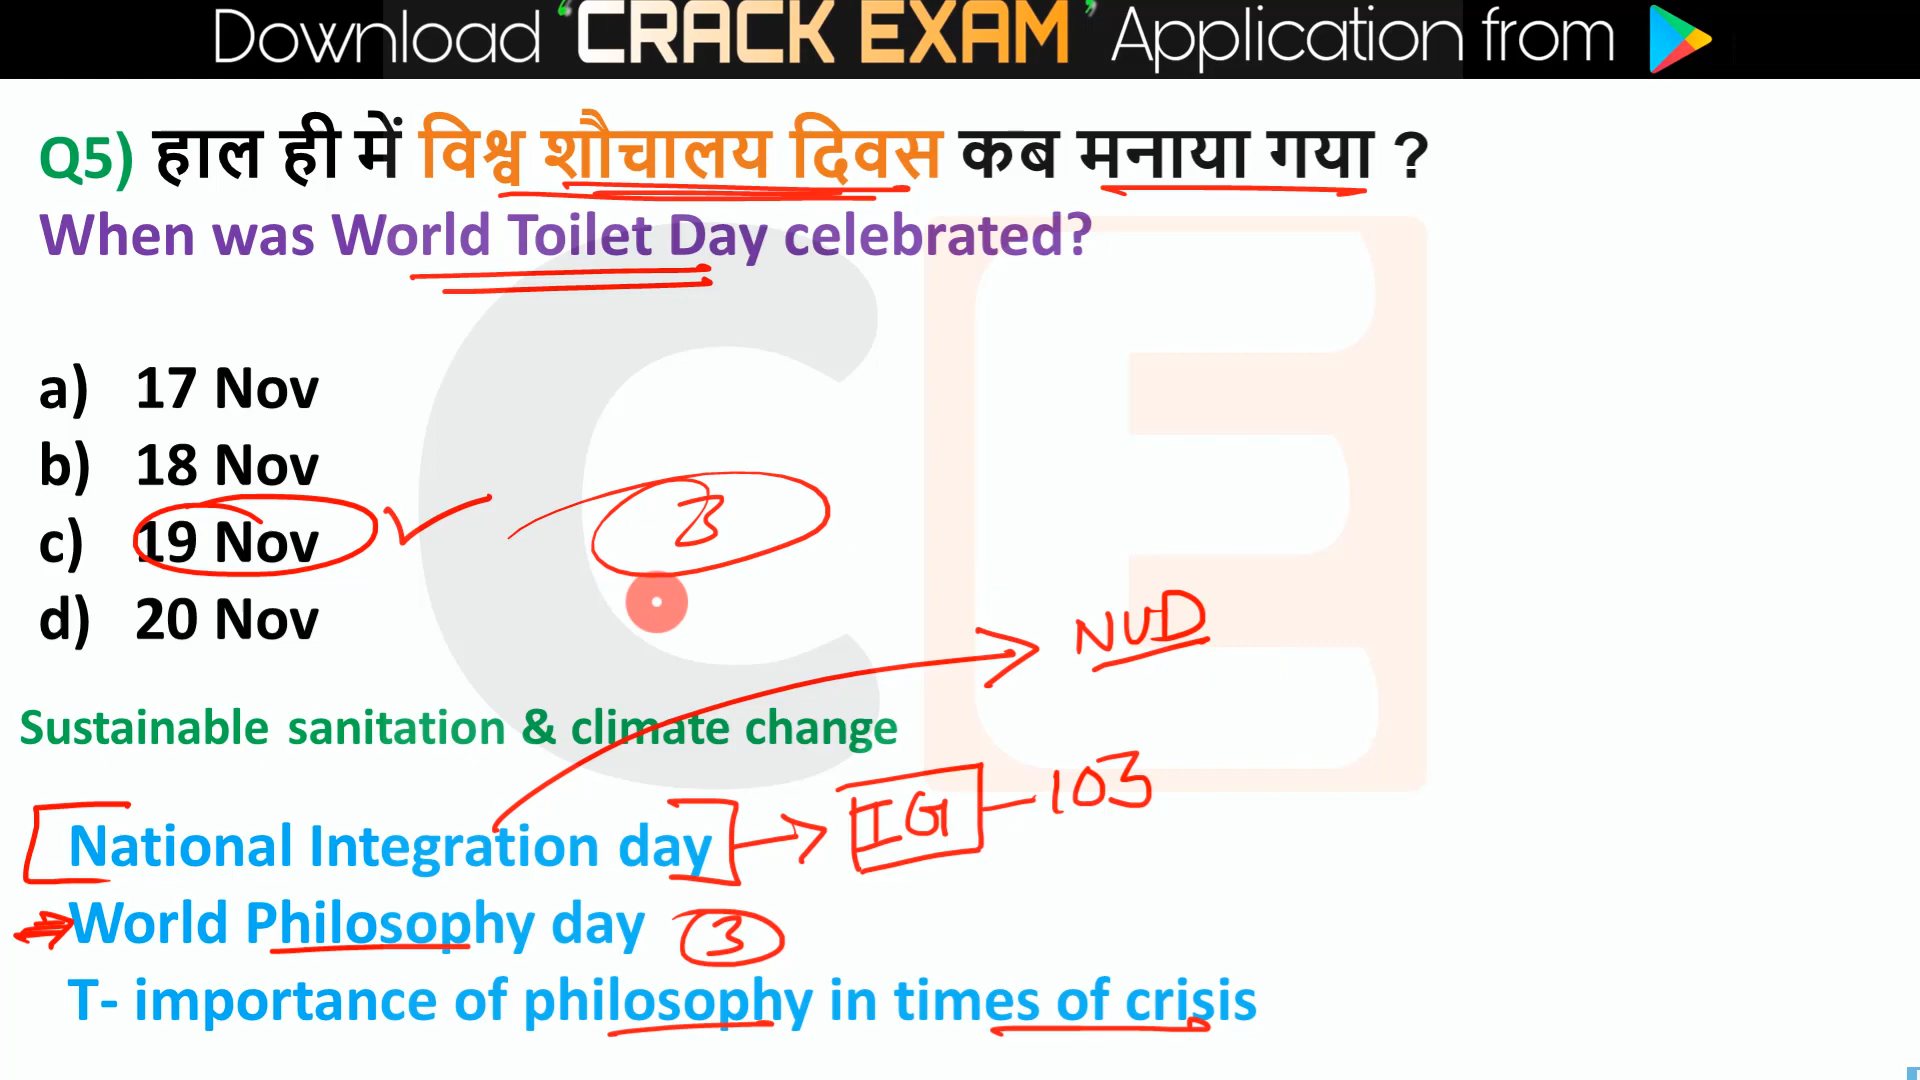 Download 'CRACK EXAM' Application from
Q5) हाल ही में विश्व शौचालय दिवस कब मनाया गया ?
When was World Toilet Day celebrated?
a) 17 Nov
b) 18 Nov
c) 19 Nov
3
d) 20 Nov
NUD
Sustainable sanitation & climate change
National Integration day
IG 103
World Philosophy day 3
T- importance of philosophy in times of crisis
CE